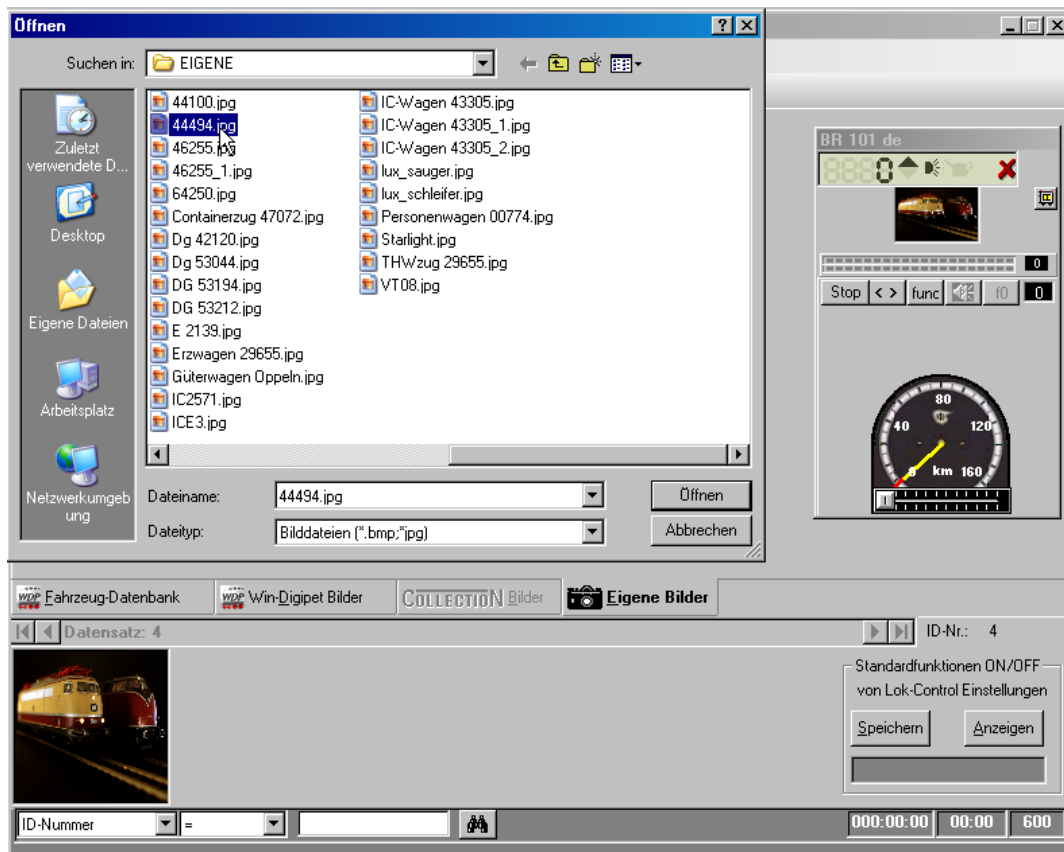 Öffnen
Suchen in: EIGENE
Zuletzt
verwendete D...
Desktop
Eigene Dateien
Arbeitsplatz
Netzwerkumgeb
ung
44100.jpg
44494.jpg
46255.jpg
46255_1.jpg
64250.jpg
Containerzug 47072.jpg
Dg 42120.jpg
Dg 53044.jpg
DG 53194.jpg
DG 53212.jpg
E 2139.jpg
Erzwagen 29655.jpg
Güterwagen Oppeln.jpg
IC2571.jpg
ICE3.jpg
IC-Wagen 43305.jpg
IC-Wagen 43305_1.jpg
IC-Wagen 43305_2.jpg
lux_sauger.jpg
lux_schleifer.jpg
Personenwagen 00774.jpg
Starlight.jpg
THWzug 29655.jpg
VT08.jpg
Dateiname: 44494.jpg Öffnen
Dateityp: Bilddateien (*.bmp;*jpg) Abbrechen
BR 101 de
0
0
Stop < > func f0 0
80
40 120
0 km 160
WDP Fahrzeug-Datenbank WDP Win-Digipet Bilder COLLECTION Bilder Eigene Bilder
Datensatz: 4 ID-Nr.: 4
Standardfunktionen ON/OFF
von Lok-Control Einstellungen
Speichern Anzeigen
ID-Nummer = 000:00:00 00:00 600